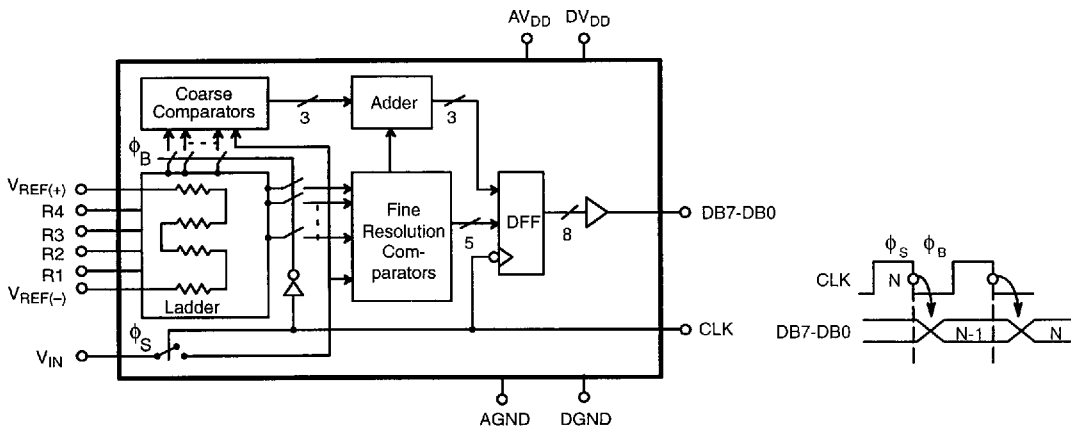 AVDD DVDD
Coarse
Comparators
3
Adder
3
ϕB
VREF(+)
R4
R3
R2
R1
VREF(–)
Ladder
Fine
Resolution
Com-
parators
5
DFF
8
DB7-DB0
ϕS
VIN
CLK
AGND DGND
ϕS ϕB
CLK
N
DB7-DB0
N-1
N